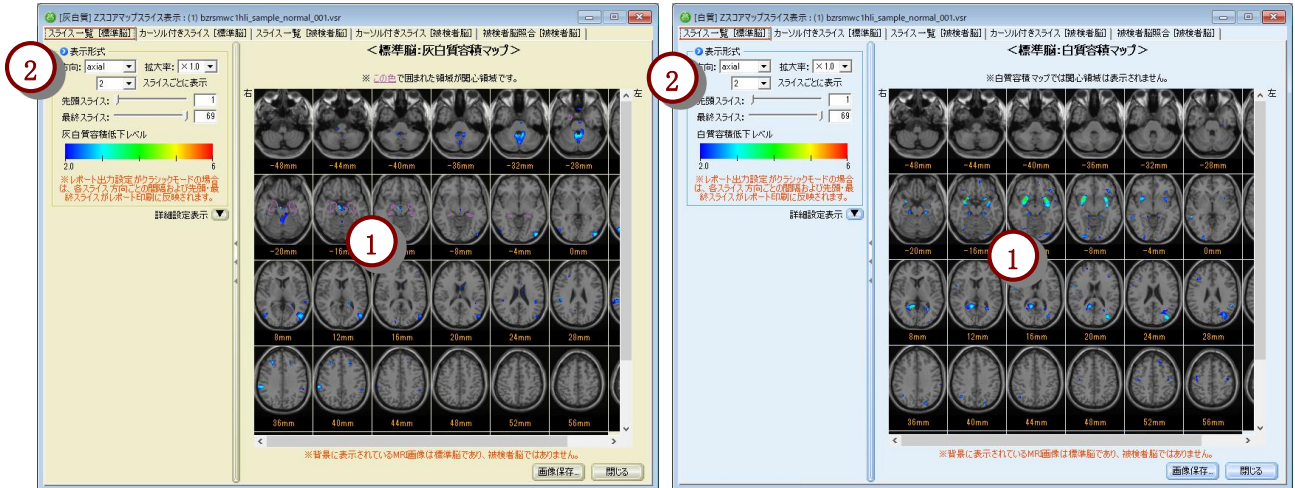 [灰白質] Zスコアマップスライス表示 : (1) bzrsmwc1hli_sample_normal_001.vsr
スライス一覧 [標準脳] カーソル付きスライス [標準脳] スライス一覧 [被検者脳] カーソル付きスライス [被検者脳] 被検者脳照合 [被検者脳]
2
表示形式
方向: axial 拡大率: ×1.0
2 スライスごとに表示
先頭スライス: 1
最終スライス: 69
灰白質容積低下レベル
2.0 6
※レポート出力設定がクラシックモードの場合
は、各スライス方向ごとの間隔および先頭・最
終スライスがレポート印刷に反映されます。
詳細設定表示
<標準脳:灰白質容積マップ>
※ この色で囲まれた領域が関心領域です。
右 左
-48mm -44mm -40mm -36mm -32mm -28mm
1
-20mm -8mm -4mm 0mm
8mm 12mm 16mm 20mm 24mm 28mm
36mm 40mm 44mm 48mm 52mm 56mm
※背景に表示されているMRI画像は標準脳であり、被検者脳ではありません。
画像保存... 閉じる
[白質] Zスコアマップスライス表示 : (1) bzrsmwc1hli_sample_normal_001.vsr
スライス一覧 [標準脳] カーソル付きスライス [標準脳] スライス一覧 [被検者脳] カーソル付きスライス [被検者脳] 被検者脳照合 [被検者脳]
2
表示形式
方向: axial 拡大率: ×1.0
2 スライスごとに表示
先頭スライス: 1
最終スライス: 69
白質容積低下レベル
2.0 6
※レポート出力設定がクラシックモードの場合
は、各スライス方向ごとの間隔および先頭・最
終スライスがレポート印刷に反映されます。
詳細設定表示
<標準脳:白質容積マップ>
※白質容積マップでは関心領域は表示されません。
右 左
-48mm -44mm -40mm -36mm -32mm -28mm
1
-20mm -16mm -8mm -4mm 0mm
8mm 12mm 16mm 20mm 24mm 28mm
36mm 40mm 44mm 48mm 52mm 56mm
※背景に表示されているMRI画像は標準脳であり、被検者脳ではありません。
画像保存... 閉じる